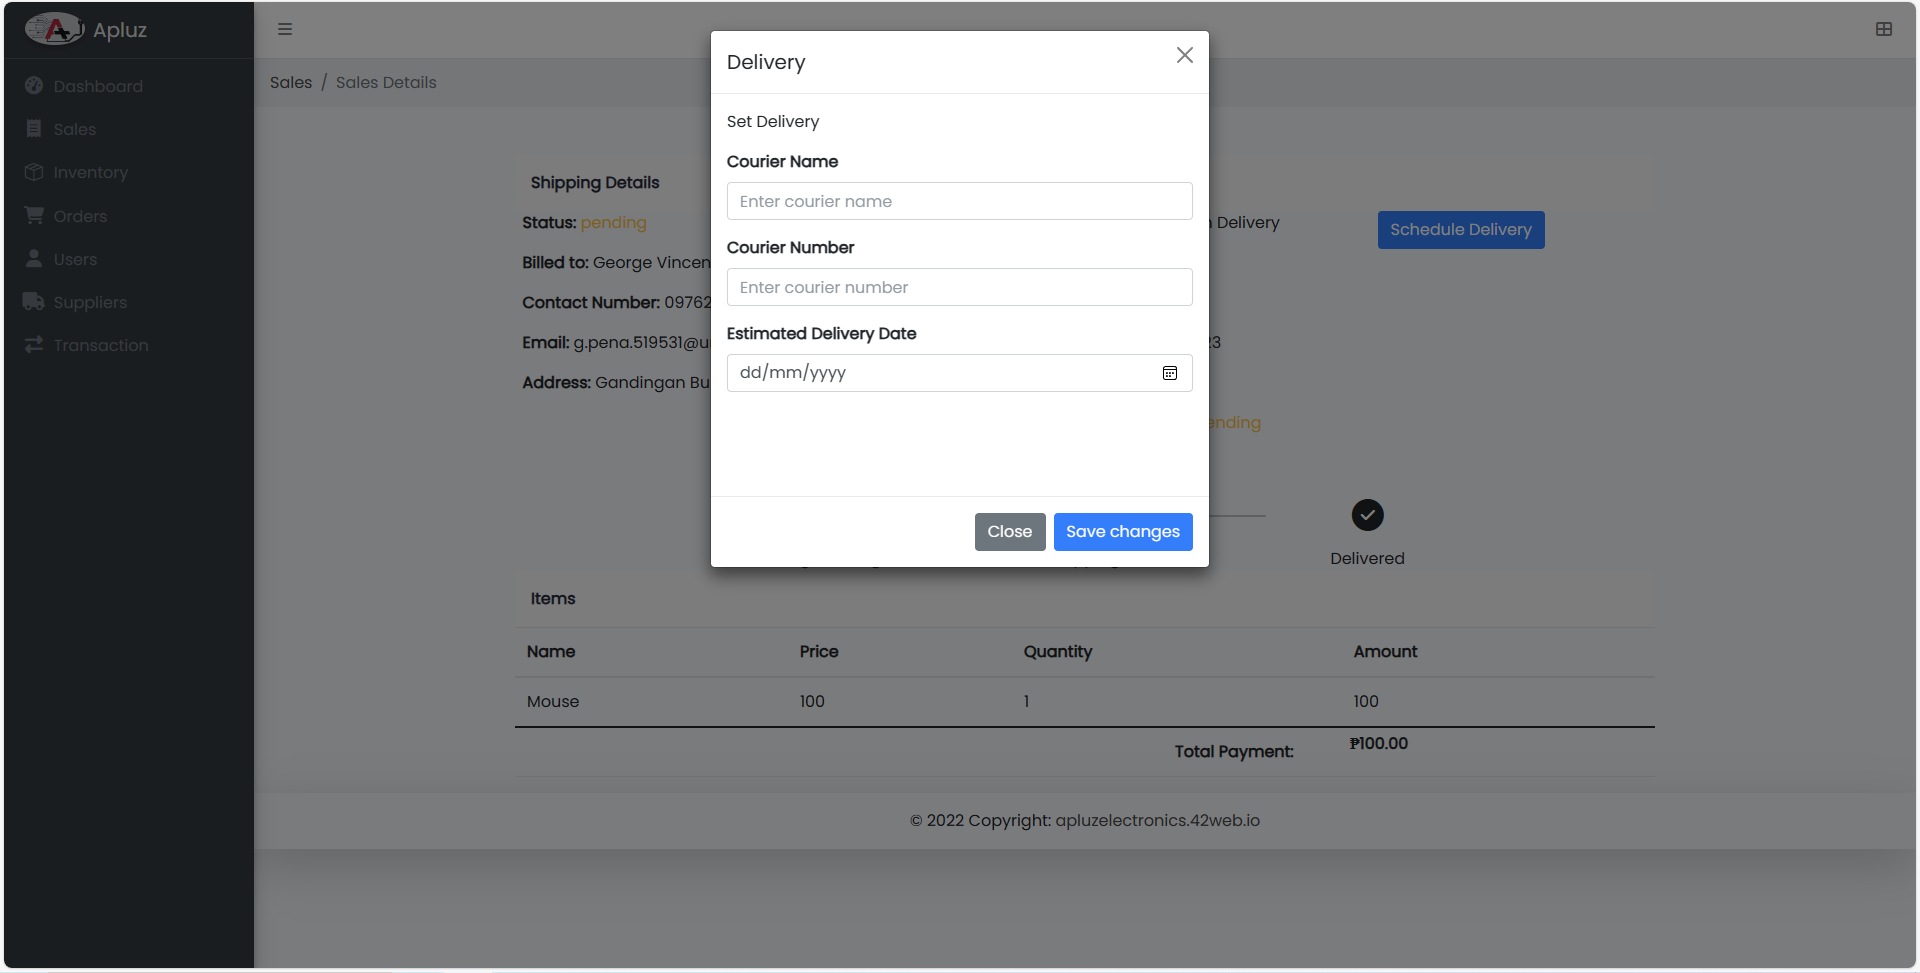 Apluz
Dashboard
Sales
Inventory
Orders
Users
Suppliers
Transaction
Sales / Sales Details
Delivery
Set Delivery
Courier Name
Enter courier name
Courier Number
Enter courier number
Estimated Delivery Date
dd/mm/yyyy
Close Save changes
Shipping Details
Status: pending
Billed to: George Vincen
Contact Number: 09762
Email: g.pena.519531@u
Address: Gandingan Bu
Delivery
Schedule Delivery
23
ending
Delivered
Items
Name Price Quantity Amount
Mouse 100 1 100
Total Payment: ₱100.00
© 2022 Copyright: apluzelectronics.42web.io